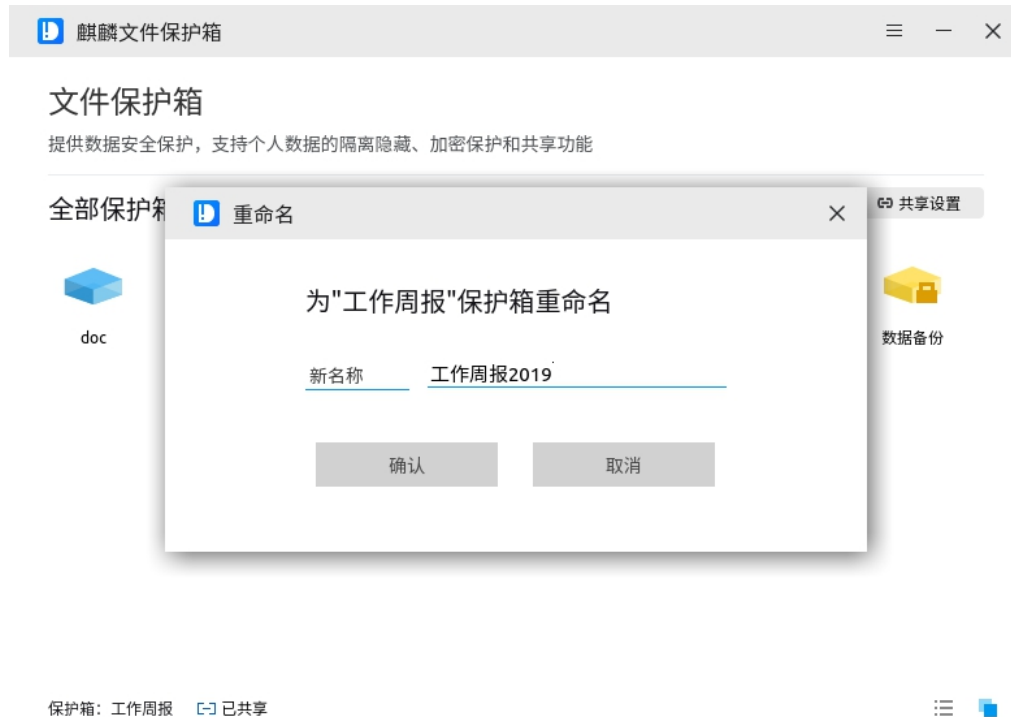 麒麟文件保护箱
文件保护箱
提供数据安全保护，支持个人数据的隔离隐藏、加密保护和共享功能
全部保护箱
共享设置
重命名
为"工作周报"保护箱重命名
新名称 工作周报2019
确认 取消
doc
数据备份
保护箱：工作周报 已共享